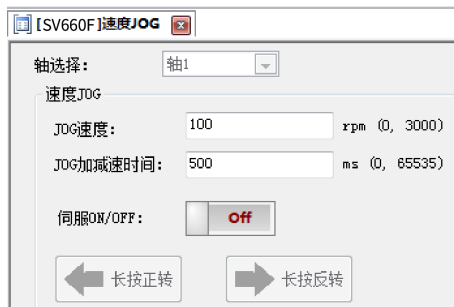 [SV660F]速度JOG
轴选择： 轴1
速度JOG
JOG速度： 100 rpm (0, 3000)
JOG加减速时间： 500 ms (0, 65535)
伺服ON/OFF： Off
长按正转 长按反转